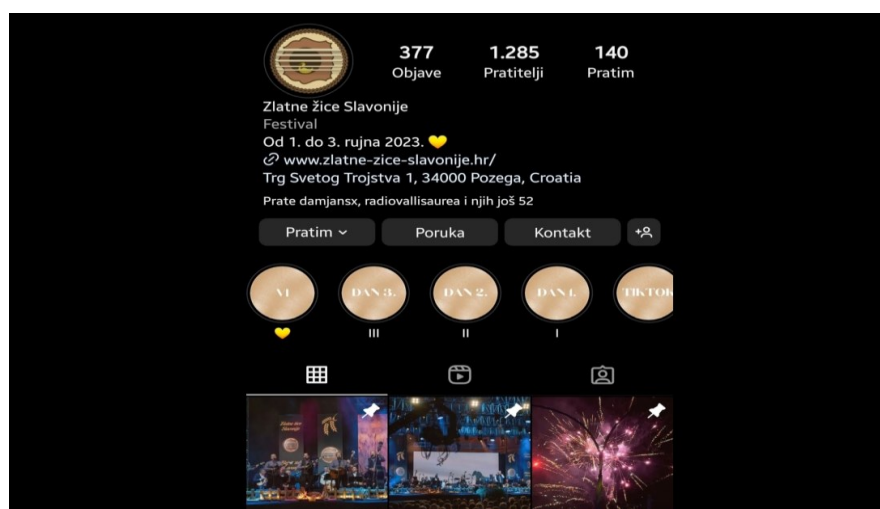 377 1.285 140
Objave Pratitelji Pratim
Zlatne žice Slavonije
Festival
Od 1. do 3. rujna 2023. 💛
www.zlatne-zice-slavonije.hr/
Trg Svetog Trojstva 1, 34000 Pozega, Croatia
Prate damjansx, radiovallisaurea i njih još 52
Pratim Poruka Kontakt
VI DAN 3. DAN 2. DAN 1. TIKTOK
💛 III II I